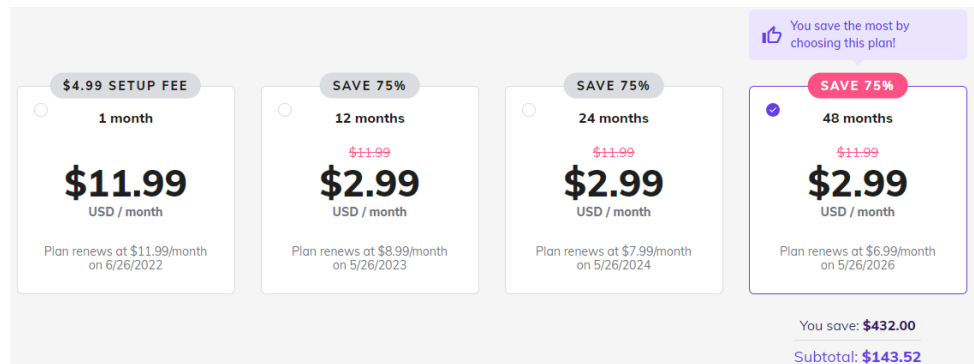 You save the most by
choosing this plan!
$4.99 SETUP FEE
1 month
$11.99
USD / month
Plan renews at $11.99/month
on 6/26/2022
SAVE 75%
12 months
$11.99
$2.99
USD / month
Plan renews at $8.99/month
on 5/26/2023
SAVE 75%
24 months
$11.99
$2.99
USD / month
Plan renews at $7.99/month
on 5/26/2024
SAVE 75%
48 months
$11.99
$2.99
USD / month
Plan renews at $6.99/month
on 5/26/2026
You save: $432.00
Subtotal: $143.52